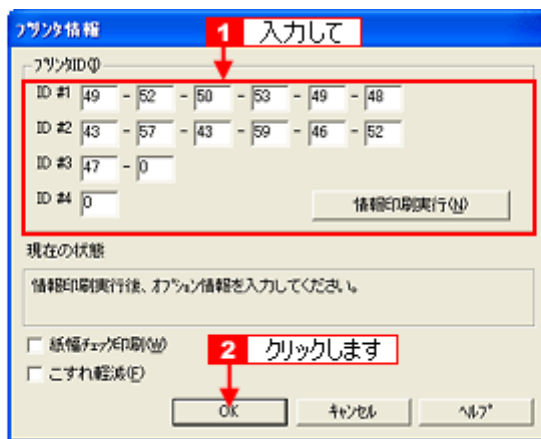 プリンタ情報
1 入力して
プリンタID(I)
ID #1 49 - 52 - 50 - 53 - 49 - 48
ID #2 43 - 57 - 43 - 59 - 46 - 52
ID #3 47 - 0
ID #4 0
情報印刷実行(N)
現在の状態
情報印刷実行後、オプション情報を入力してください。
紙幅チェック印刷(W)
2 クリックします
こすれ軽減(F)
OK キャンセル ヘルプ